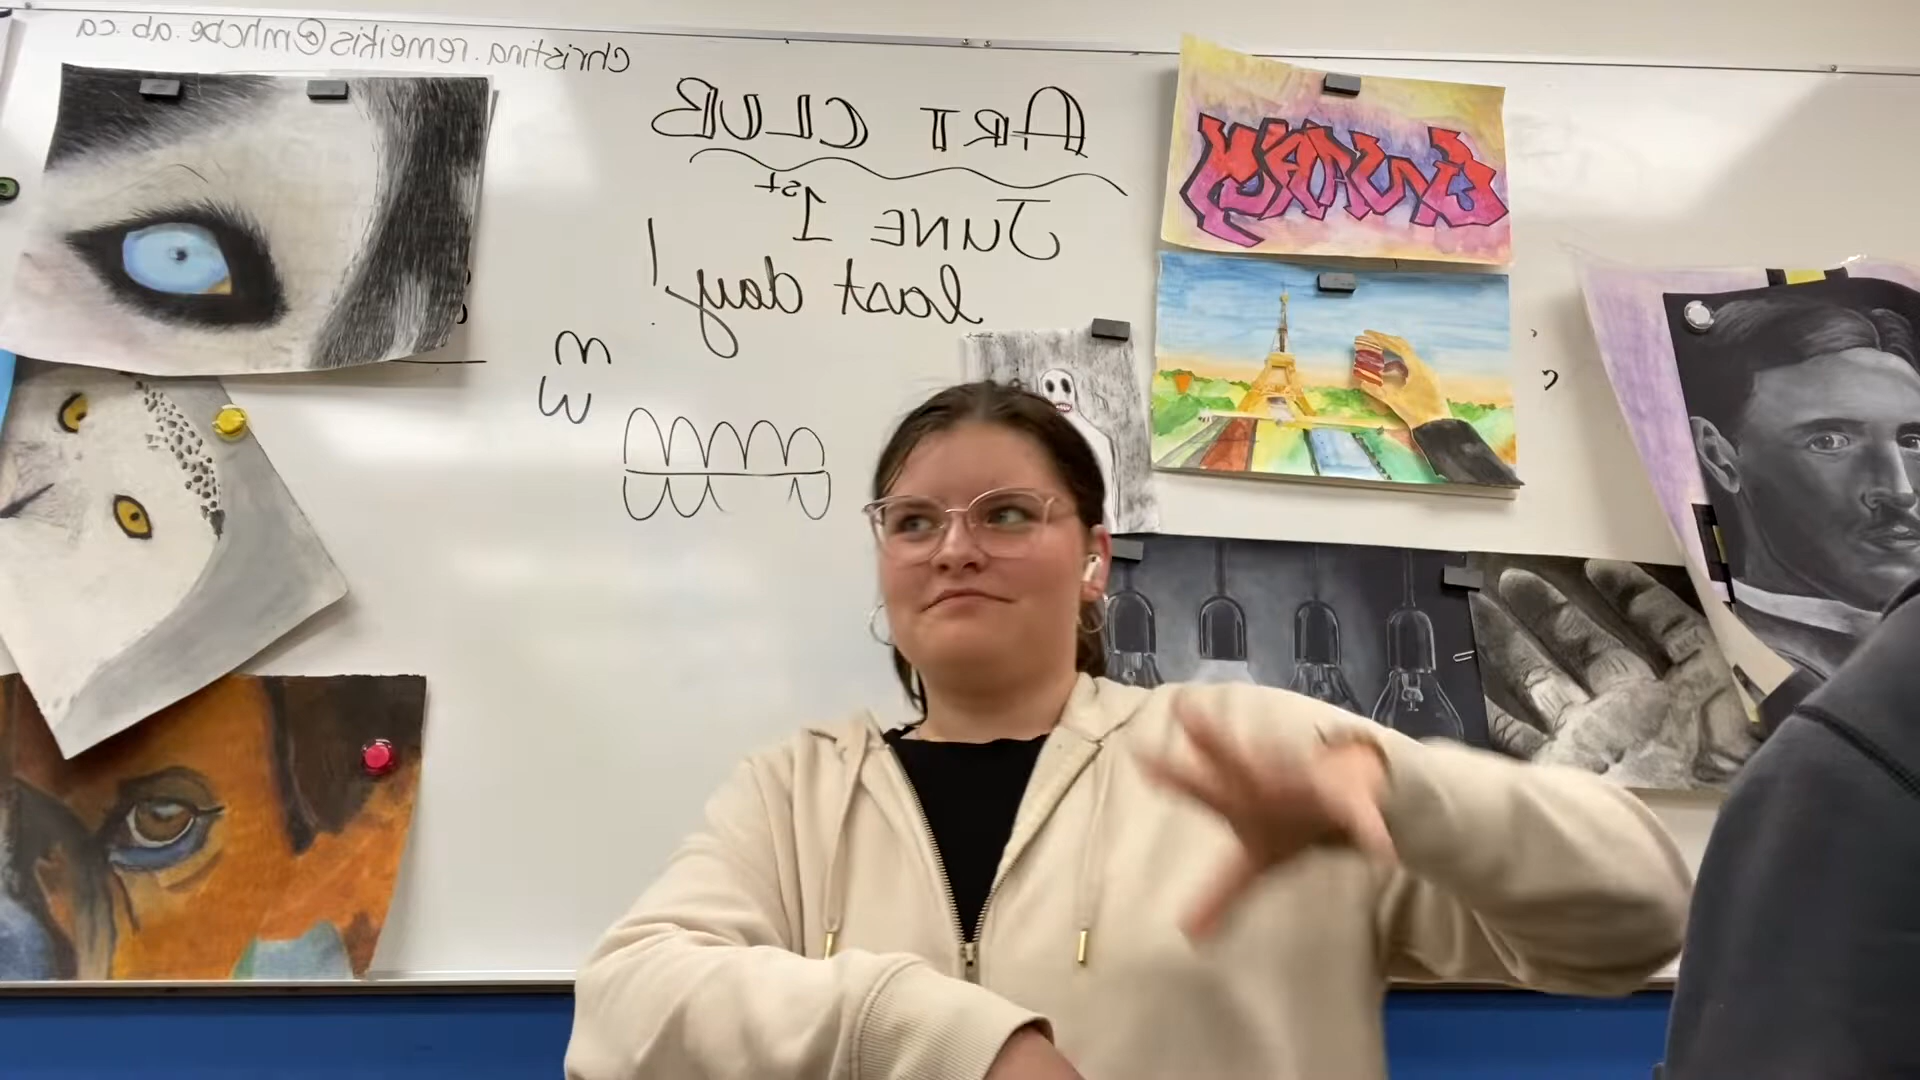 christina.remeikis@mhcbe.ab.ca
ART CLUB
JUNE 1st
last day!
m
w